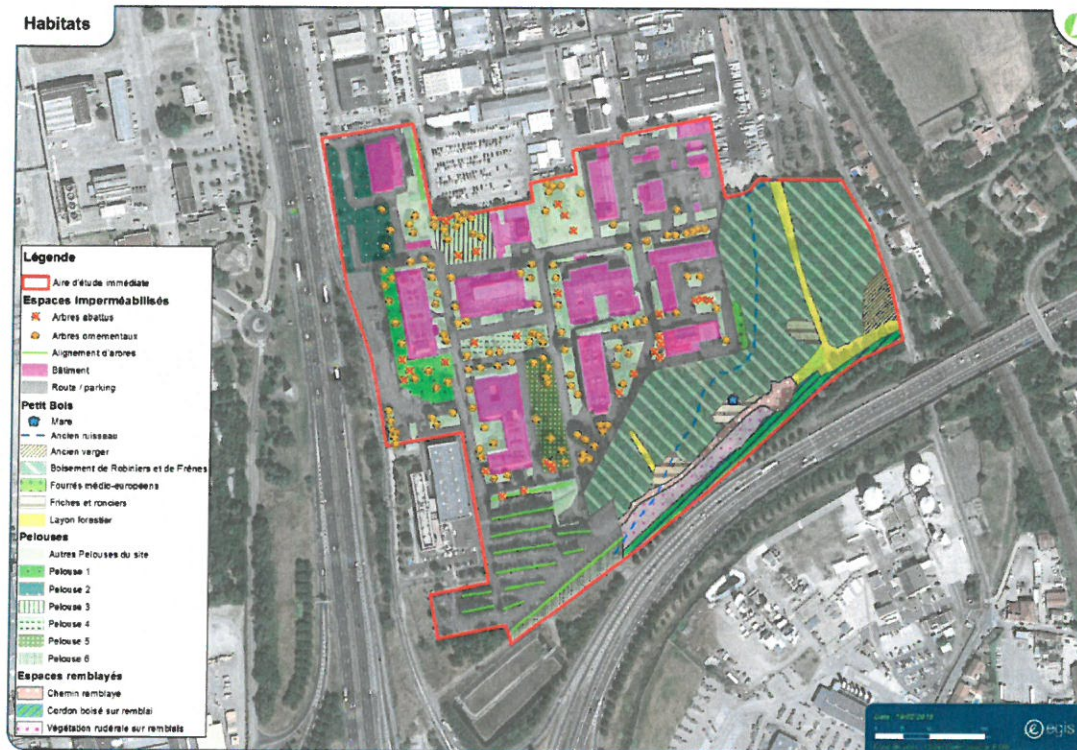 Habitats
Légende
Aire d'étude immédiate
Espaces imperméabilisés
Arbres abattus
Arbres ornementaux
Alignement d'arbres
Bâtiment
Route / parking
Petit Bois
Mare
Ancien ruisseau
Ancien verger
Boisement de Robiniers et de Frênes
Fourrés médio-européens
Friches et ronciers
Layon forestier
Pelouses
Autres Pelouses du site
Pelouse 1
Pelouse 2
Pelouse 3
Pelouse 4
Pelouse 5
Pelouse 6
Espaces remblayés
Chemin remblayé
Cordon boisé sur remblai
Végétation rudérale sur remblais
egis